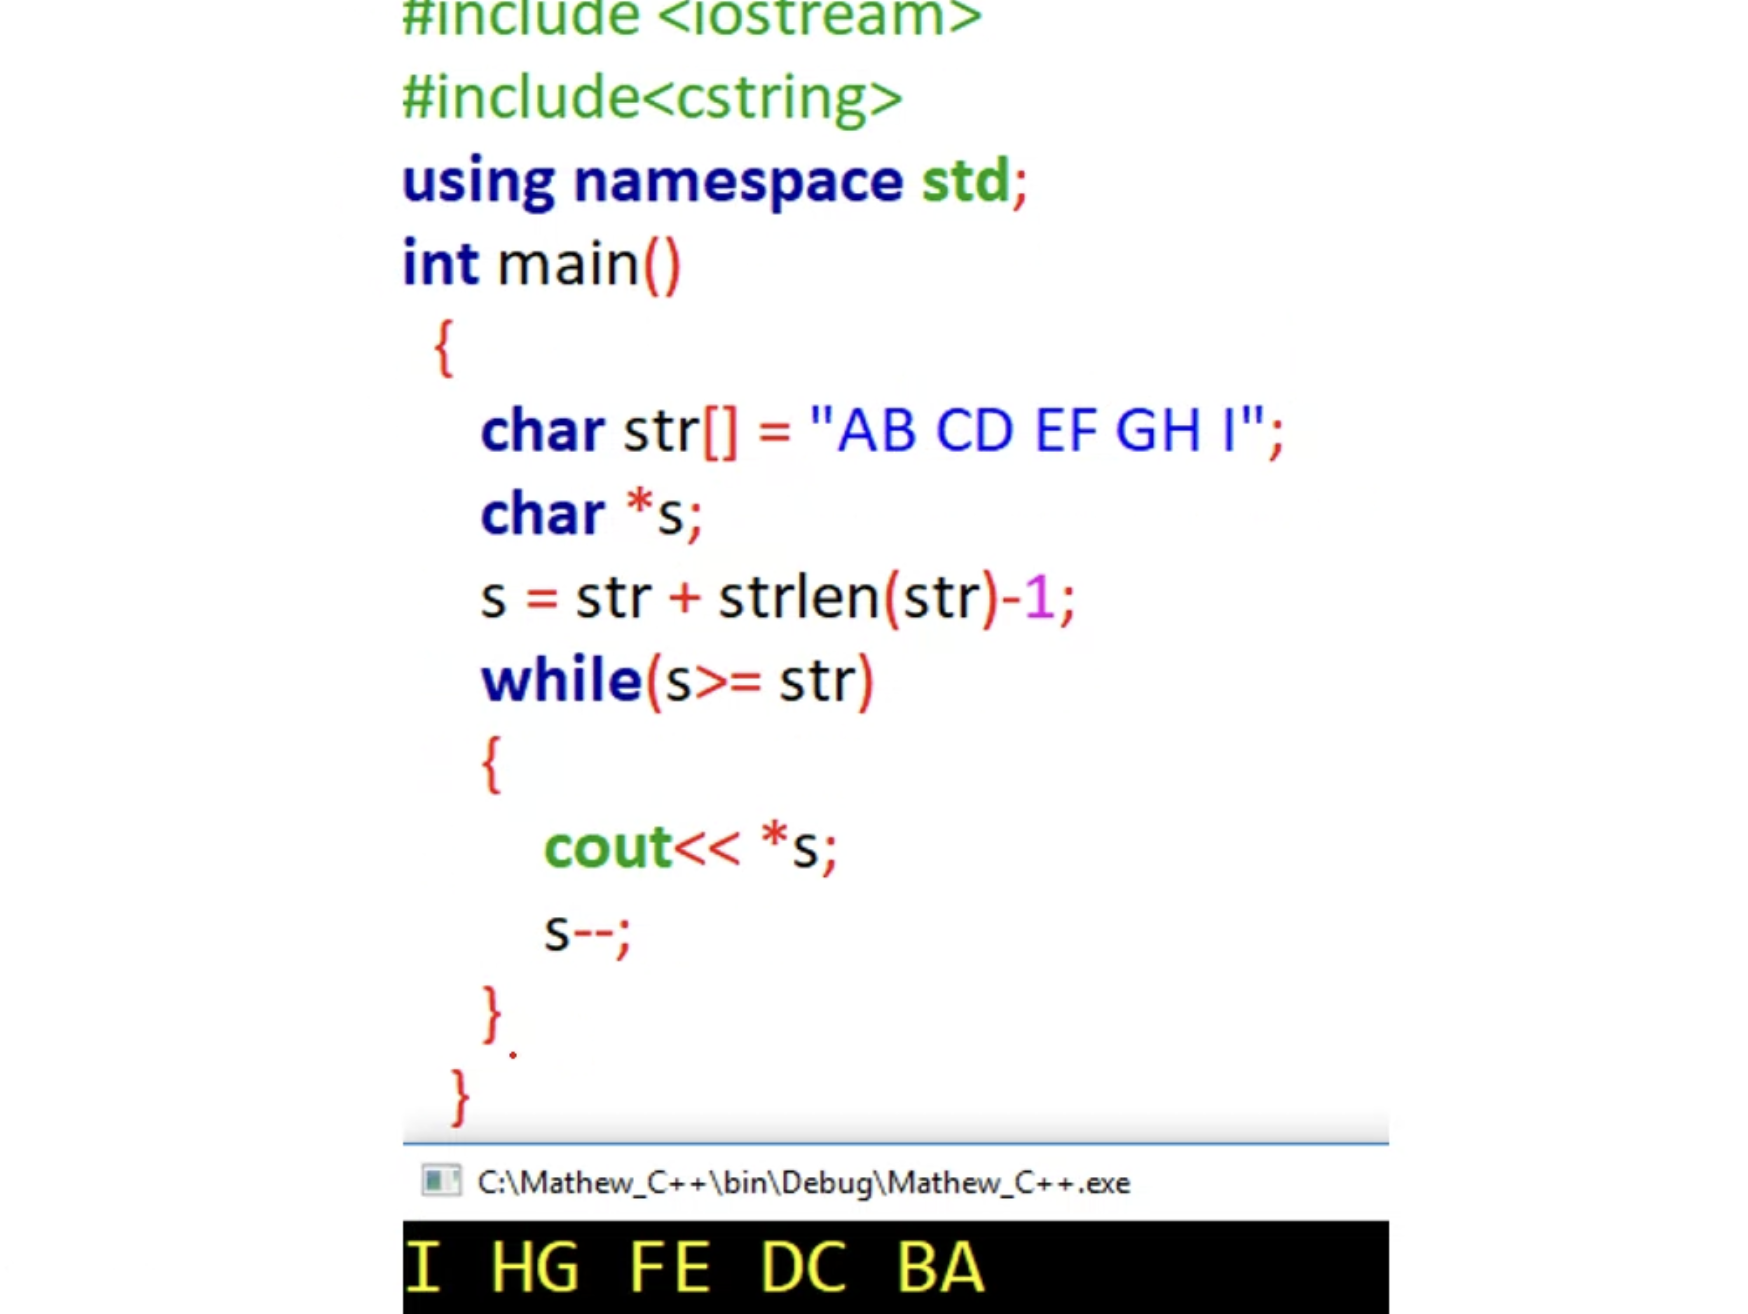 #include <iostream>
#include<cstring>
using namespace std;
int main()
{
char str[] = "AB CD EF GH I";
char *s;
s = str + strlen(str)-1;
while(s>= str)
{
cout<< *s;
s--;
}
}
C:\Mathew_C++\bin\Debug\Mathew_C++.exe
I HG FE DC BA